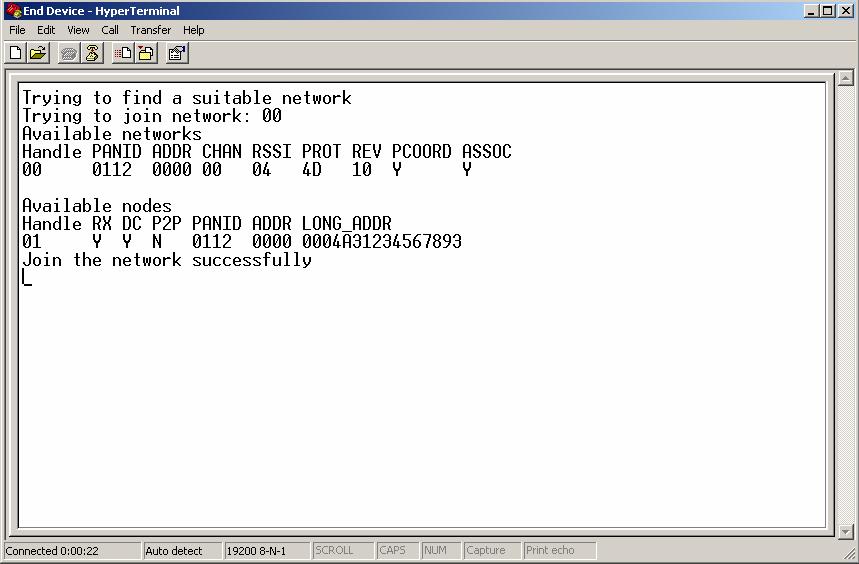 End Device - HyperTerminal
File Edit View Call Transfer Help
Trying to find a suitable network
Trying to join network: 00
Available networks
Handle PANID ADDR CHAN RSSI PROT REV PCOORD ASSOC
00 0112 0000 00 04 4D 10 Y Y
Available nodes
Handle RX DC P2P PANID ADDR LONG_ADDR
01 Y Y N 0112 0000 0004A31234567893
Join the network successfully
Connected 0:00:22 Auto detect 19200 8-N-1 SCROLL CAPS NUM Capture Print echo